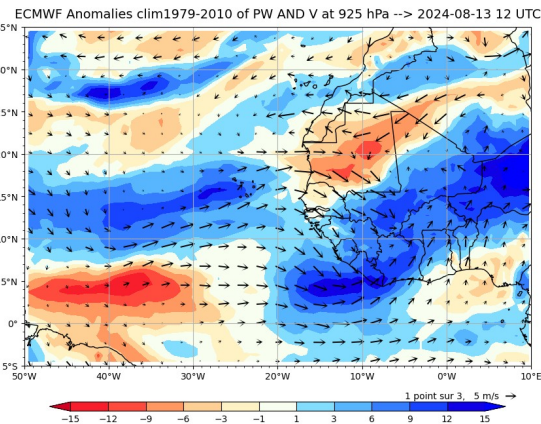 ECMWF Anomalies clim1979-2010 of PW AND V at 925 hPa --> 2024-08-13 12 UTC
5°N
0°N
5°N
0°N
5°N
0°N
5°N
0°
5°S
50°W 40°W 30°W 20°W 10°W 0°W 10°E
1 point sur 3, 5 m/s
−15 −12 −9 −6 −3 −1 1 3 6 9 12 15